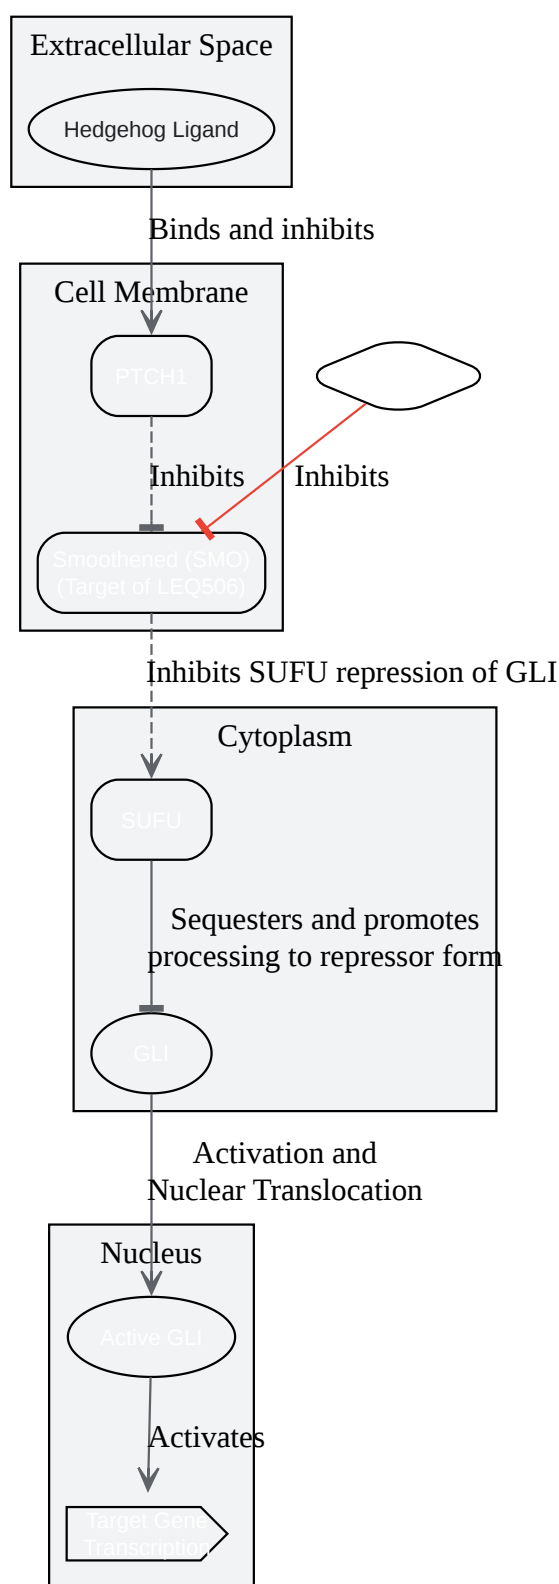 Extracellular Space
Hedgehog Ligand
Binds and inhibits
Cell Membrane
PTCH1
Inhibits
Inhibits
Smoothened (SMO)
(Target of LEQ506)
Inhibits SUFU repression of GLI
Cytoplasm
SUFU
Sequesters and promotes
processing to repressor form
GLI
Activation and
Nuclear Translocation
Nucleus
Active GLI
Activates
Target Gene
Transcription